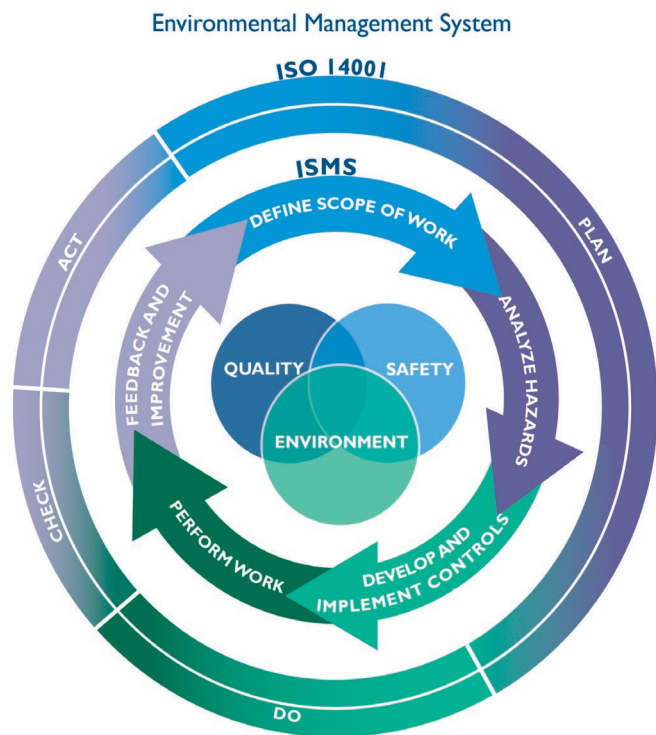 Environmental Management System
ISO 14001
ISMS
DEFINE SCOPE OF WORK
ANALYZE HAZARDS
DEVELOP AND
IMPLEMENT CONTROLS
PERFORM WORK
FEEDBACK AND
IMPROVEMENT
QUALITY
SAFETY
ENVIRONMENT
PLAN
DO
CHECK
ACT